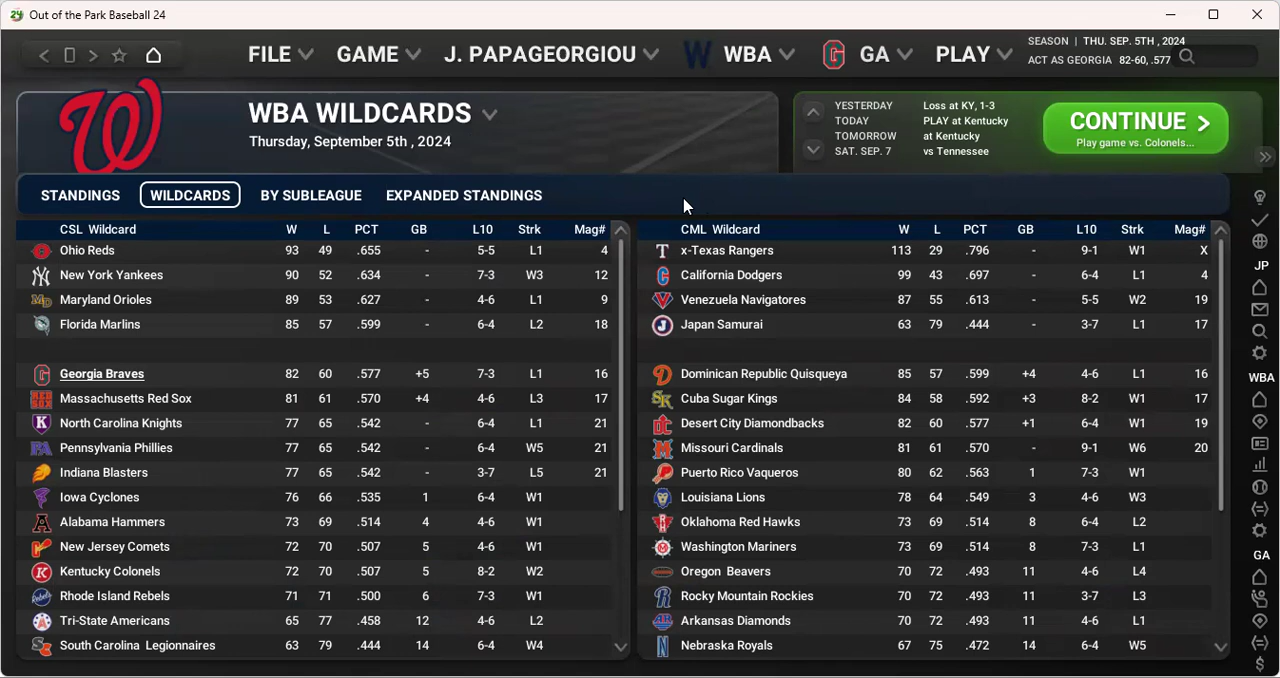 Out of the Park Baseball 24
FILE GAME J. PAPAGEORGIOU WBA GA PLAY
SEASON | THU. SEP. 5TH , 2024
ACT AS GEORGIA 82-60, .577
WBA WILDCARDS
Thursday, September 5th , 2024
YESTERDAY Loss at KY, 1-3
TODAY PLAY at Kentucky
TOMORROW at Kentucky
SAT. SEP. 7 vs Tennessee
CONTINUE
Play game vs. Colonels...
STANDINGS WILDCARDS BY SUBLEAGUE EXPANDED STANDINGS
CSL Wildcard W L PCT GB L10 Strk Mag#
Ohio Reds 93 49 .655 - 5-5 L1 4
New York Yankees 90 52 .634 - 7-3 W3 12
Maryland Orioles 89 53 .627 - 4-6 L1 9
Florida Marlins 85 57 .599 - 6-4 L2 18
Georgia Braves 82 60 .577 +5 7-3 L1 16
Massachusetts Red Sox 81 61 .570 +4 4-6 L3 17
North Carolina Knights 77 65 .542 - 6-4 L1 21
Pennsylvania Phillies 77 65 .542 - 4-6 W5 21
Indiana Blasters 77 65 .542 - 3-7 L5 21
Iowa Cyclones 76 66 .535 1 6-4 W1
Alabama Hammers 73 69 .514 4 4-6 W1
New Jersey Comets 72 70 .507 5 4-6 W1
Kentucky Colonels 72 70 .507 5 8-2 W2
Rhode Island Rebels 71 71 .500 6 7-3 W1
Tri-State Americans 65 77 .458 12 4-6 L2
South Carolina Legionnaires 63 79 .444 14 6-4 W4
CML Wildcard W L PCT GB L10 Strk Mag#
x-Texas Rangers 113 29 .796 - 9-1 W1 X
California Dodgers 99 43 .697 - 6-4 L1 4
Venezuela Navigatores 87 55 .613 - 5-5 W2 19
Japan Samurai 63 79 .444 - 3-7 L1 17
Dominican Republic Quisqueya 85 57 .599 +4 4-6 L1 16
Cuba Sugar Kings 84 58 .592 +3 8-2 W1 17
Desert City Diamondbacks 82 60 .577 +1 6-4 W1 19
Missouri Cardinals 81 61 .570 - 9-1 W6 20
Puerto Rico Vaqueros 80 62 .563 1 7-3 W1
Louisiana Lions 78 64 .549 3 4-6 W3
Oklahoma Red Hawks 73 69 .514 8 6-4 L2
Washington Mariners 73 69 .514 8 7-3 L1
Oregon Beavers 70 72 .493 11 4-6 L4
Rocky Mountain Rockies 70 72 .493 11 3-7 L3
Arkansas Diamonds 70 72 .493 11 4-6 L1
Nebraska Royals 67 75 .472 14 6-4 W5
JP
WBA
GA